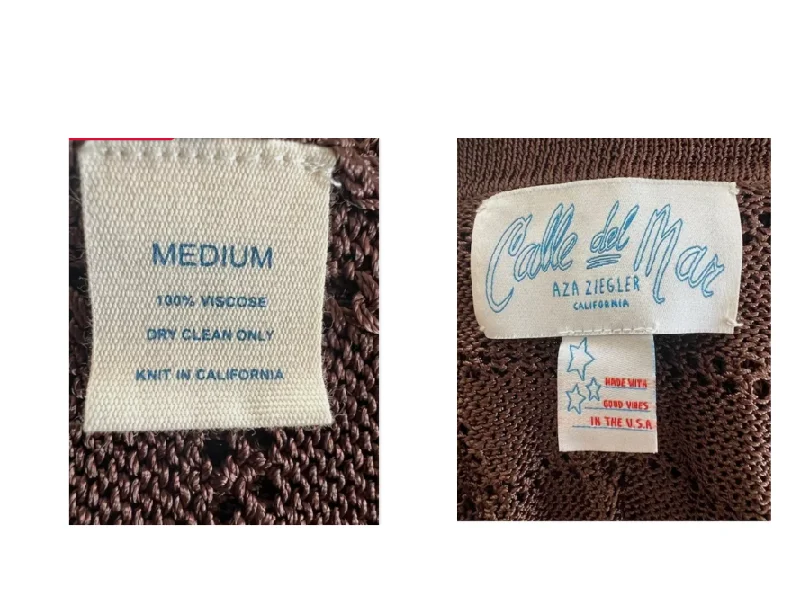 MEDIUM
100% VISCOSE
DRY CLEAN ONLY
KNIT IN CALIFORNIA
Calle del Mar
AZA ZIEGLER
CALIFORNIA
MADE WITH
GOOD VIBES
IN THE U.S.A